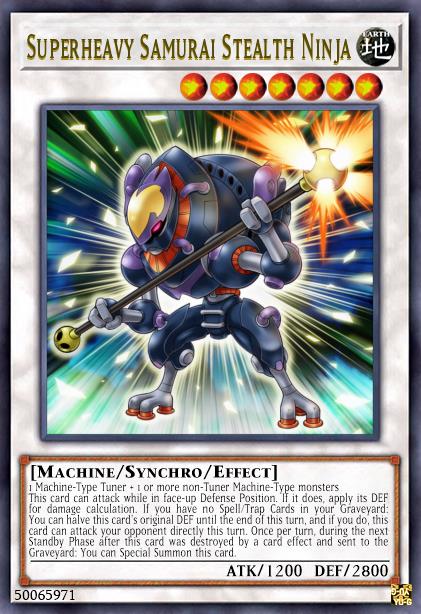 Superheavy Samurai Stealth Ninja
EARTH
地
[Machine/Synchro/Effect]
1 Machine-Type Tuner + 1 or more non-Tuner Machine-Type monsters
This card can attack while in face-up Defense Position. If it does, apply its DEF
for damage calculation. If you have no Spell/Trap Cards in your Graveyard:
You can halve this card's original DEF until the end of this turn, and if you do, this
card can attack your opponent directly this turn. Once per turn, during the next
Standby Phase after this card was destroyed by a card effect and sent to the
Graveyard: You can Special Summon this card.
ATK/1200 DEF/2800
50065971